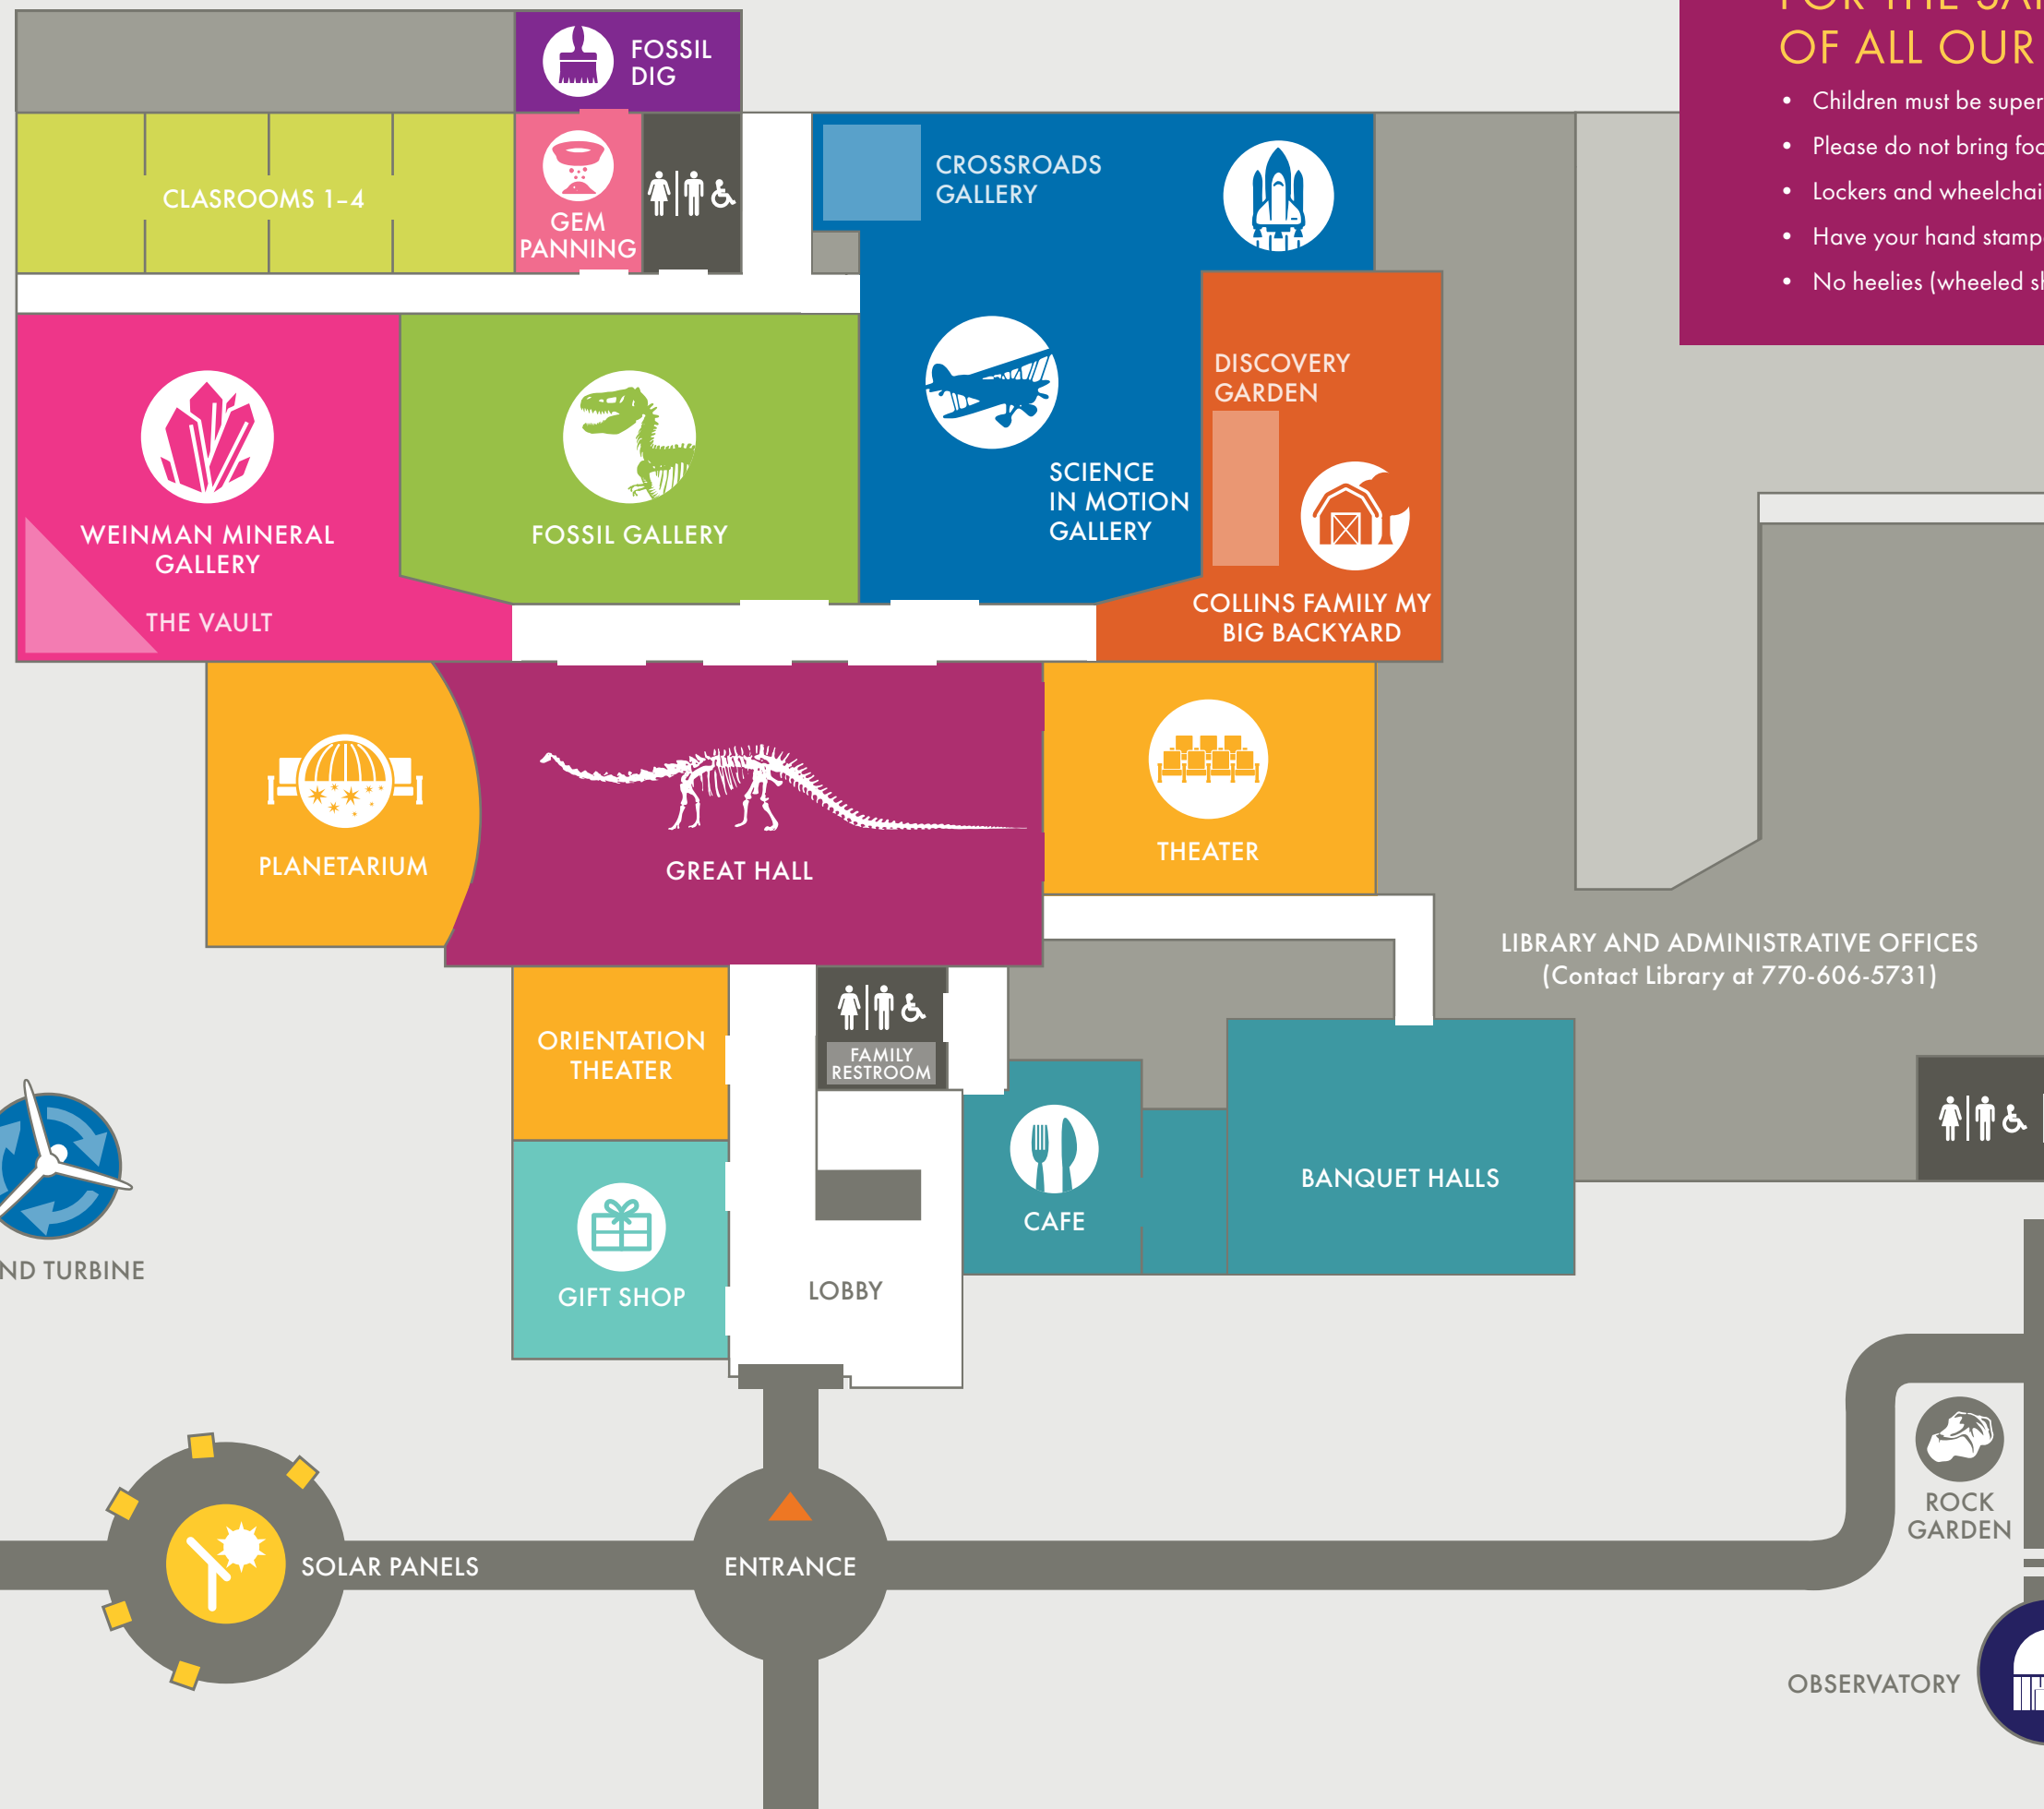 FOSSIL
DIG
OF ALL OUR
• Children must be super
• Please do not bring foo
• Lockers and wheelchai
• Have your hand stamp
• No heelies (wheeled sh
CLASROOMS 1–4
GEM
PANNING
CROSSROADS
GALLERY
DISCOVERY
GARDEN
SCIENCE
IN MOTION
GALLERY
WEINMAN MINERAL
GALLERY
THE VAULT
FOSSIL GALLERY
COLLINS FAMILY MY
BIG BACKYARD
PLANETARIUM
GREAT HALL
THEATER
LIBRARY AND ADMINISTRATIVE OFFICES
(Contact Library at 770-606-5731)
ORIENTATION
THEATER
FAMILY
RESTROOM
CAFE
BANQUET HALLS
GIFT SHOP
LOBBY
ND TURBINE
SOLAR PANELS
ENTRANCE
ROCK
GARDEN
OBSERVATORY